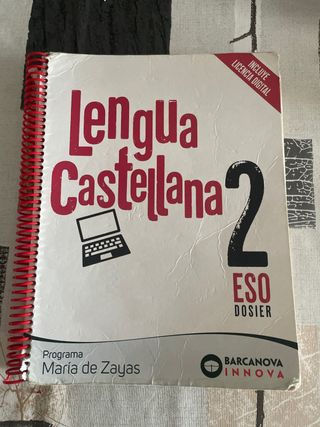 INCLUYE
LICENCIA DIGITAL
Lengua
Castellana
2
ESO
DOSIER
Programa
María de Zayas
BARCANOVA
INNOVA